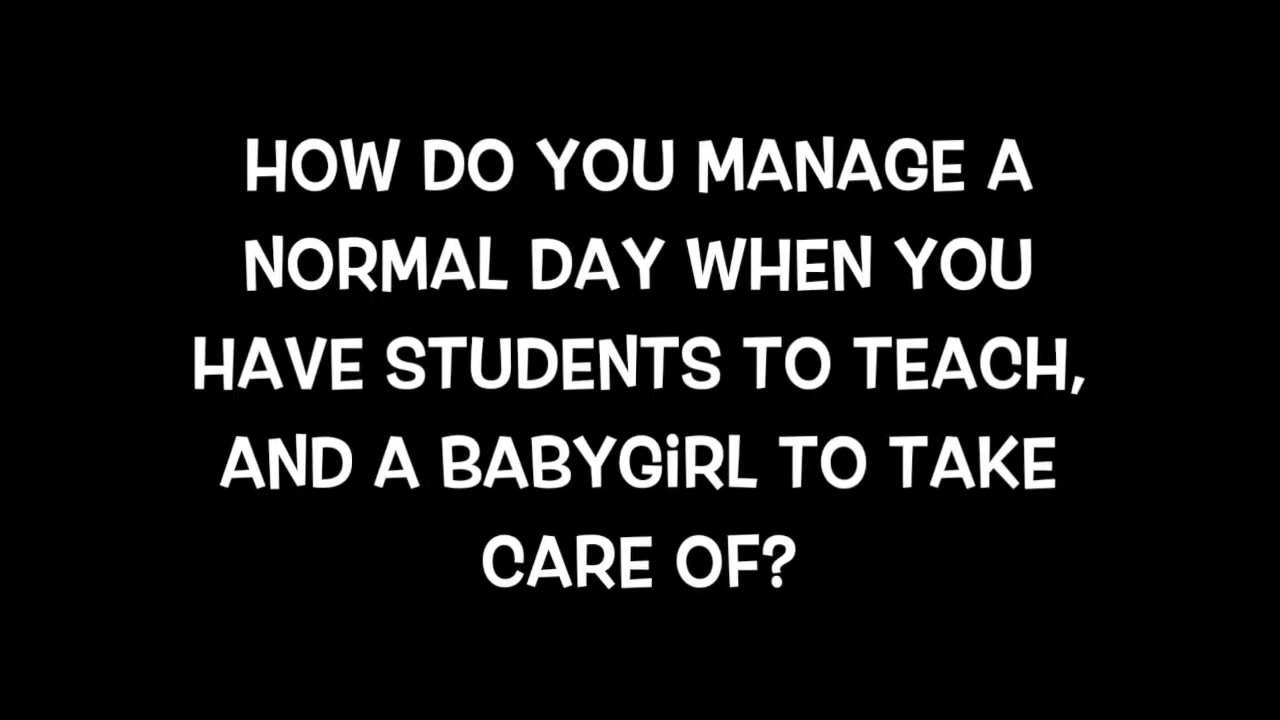 HOW DO YOU MANAGE A
NORMAL DAY WHEN YOU
HAVE STUDENTS TO TEACH,
AND A BABYGiRL TO TAKE
CARE OF?